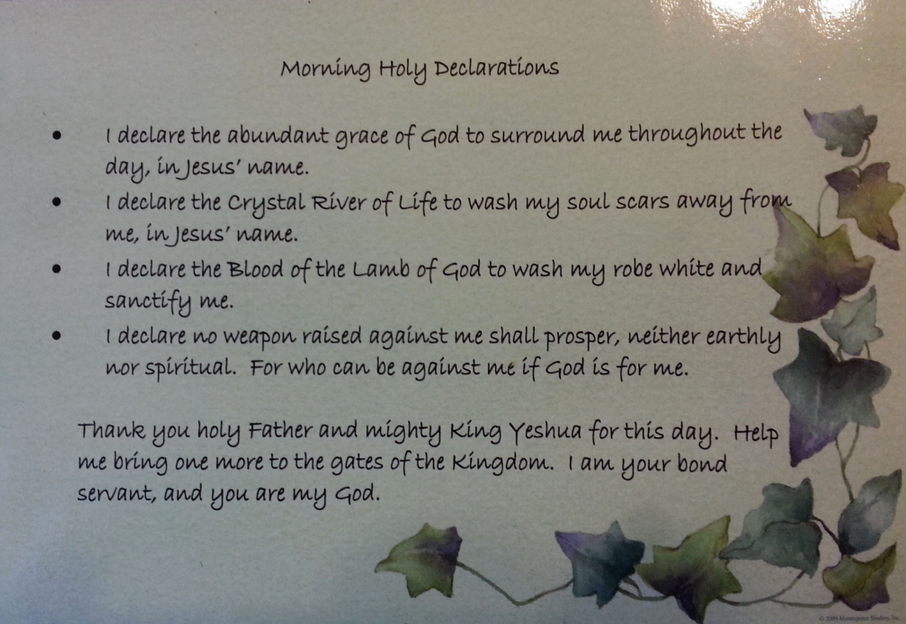 Morning Holy Declarations
• I declare the abundant grace of God to surround me throughout the
day, in Jesus' name.
• I declare the Crystal River of Life to wash my soul scars away from
me, in Jesus' name.
• I declare the Blood of the Lamb of God to wash my robe white and
sanctify me.
• I declare no weapon raised against me shall prosper, neither earthly
nor spiritual. For who can be against me if God is for me.
Thank you holy Father and mighty King Yeshua for this day. Help
me bring one more to the gates of the Kingdom. I am your bond
servant, and you are my God.